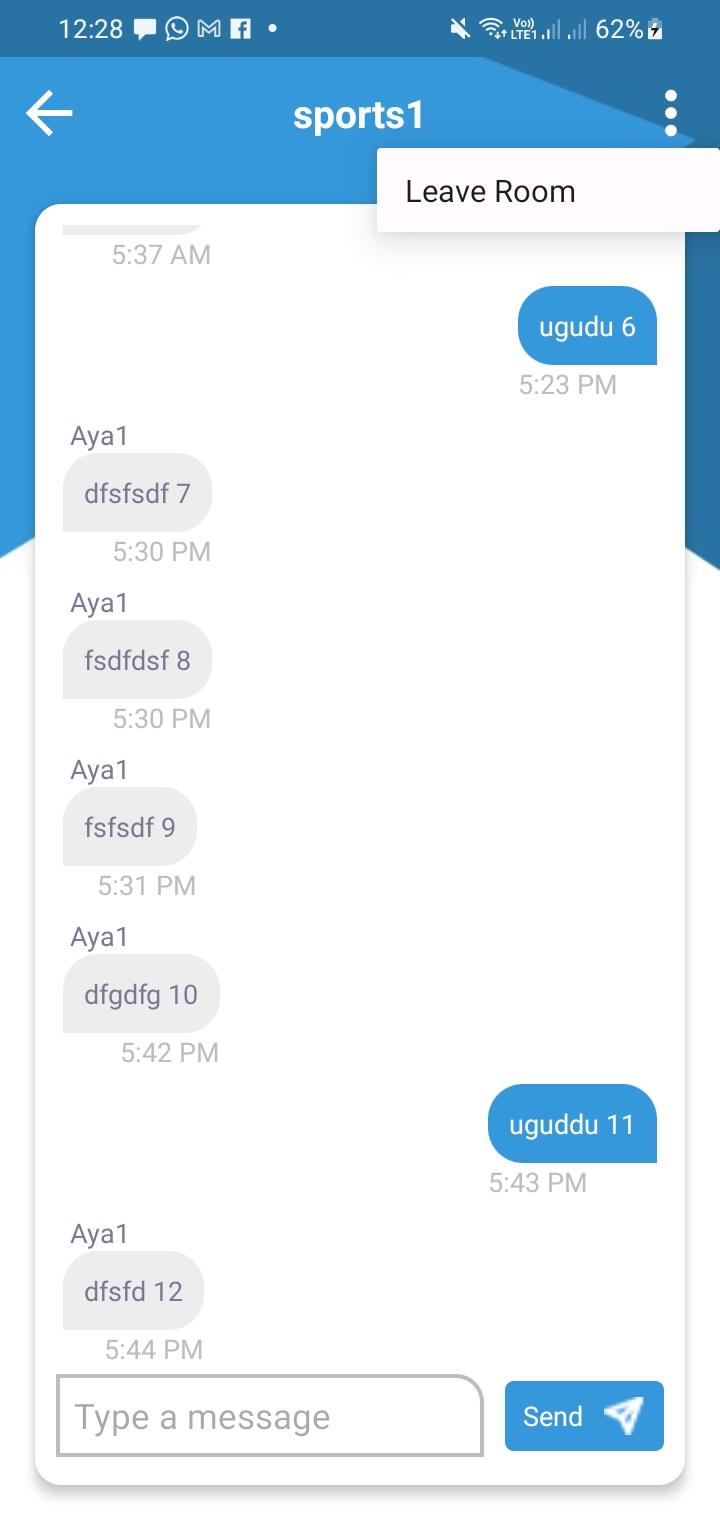 12:28 Vo)) LTE1 62%
sports1
Leave Room
5:37 AM
ugudu 6
5:23 PM
Aya1
dfsfsdf 7
5:30 PM
Aya1
fsdfdsf 8
5:30 PM
Aya1
fsfsdf 9
5:31 PM
Aya1
dfgdfg 10
5:42 PM
uguddu 11
5:43 PM
Aya1
dfsfd 12
5:44 PM
Type a message
Send